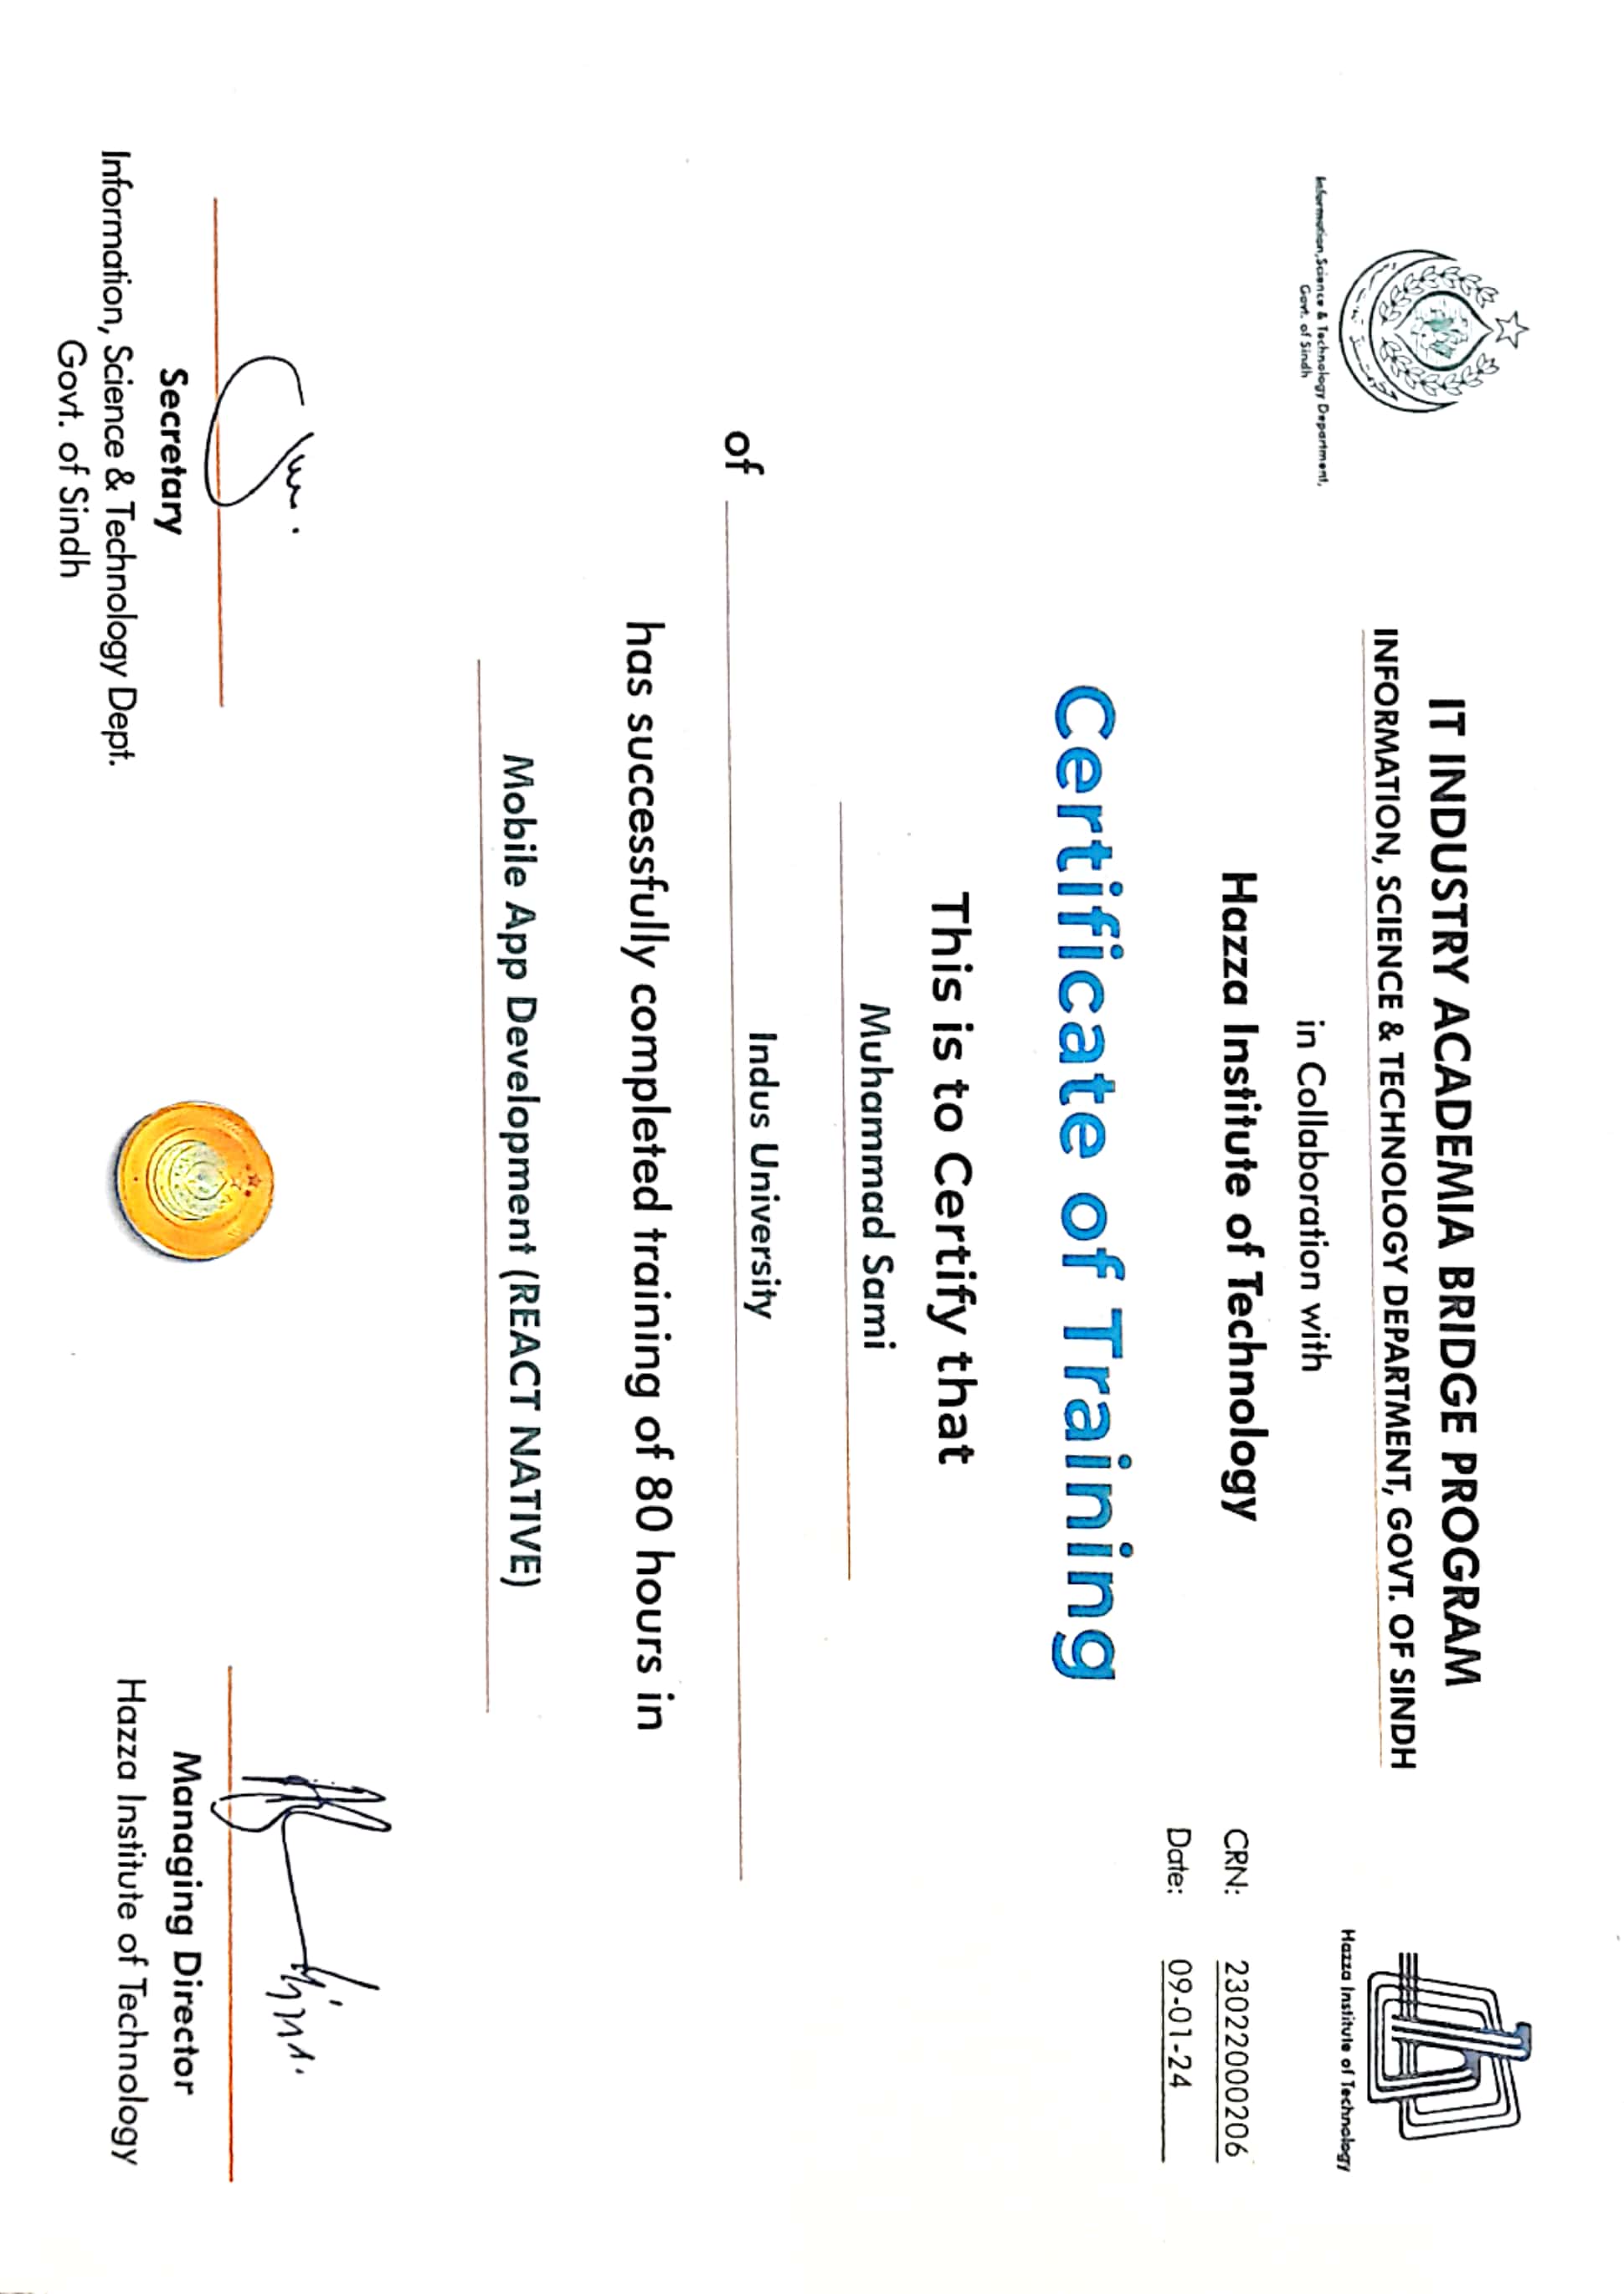 IT INDUSTRY ACADEMIA BRIDGE PROGRAM
INFORMATION, SCIENCE & TECHNOLOGY DEPARTMENT, GOVT. OF SINDH
Information, Science & Technology Department,
Govt. of Sindh
Hazza Institute of Technology
in Collaboration with
Hazza Institute of Technology
CRN: 23022000206
Date: 09-01-24
Certificate of Training
This is to Certify that
Muhammad Sami
of Indus University
has successfully completed training of 80 hours in
Mobile App Development (REACT NATIVE)
Secretary
Information, Science & Technology Dept.
Govt. of Sindh
Managing Director
Hazza Institute of Technology